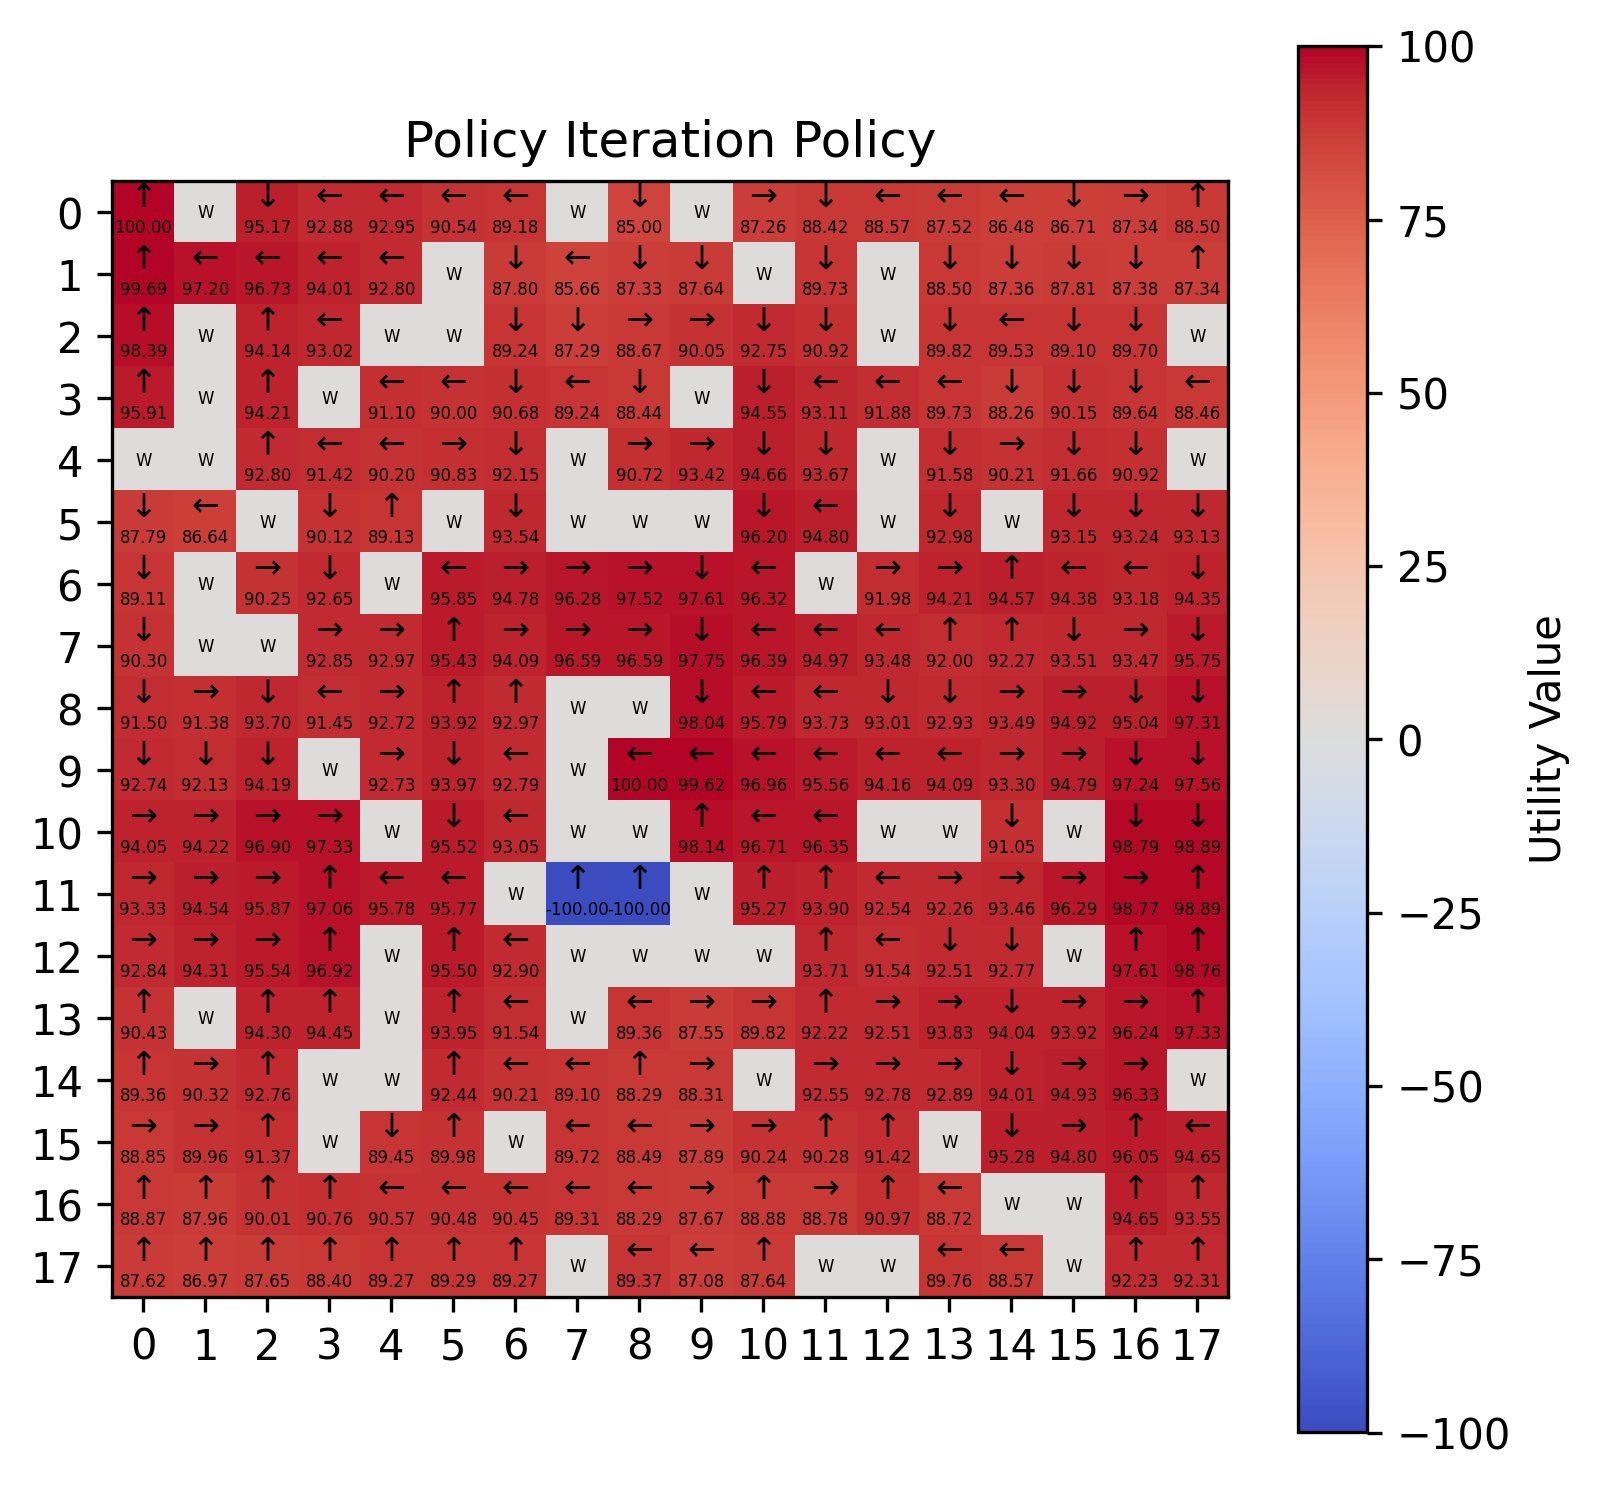 Policy Iteration Policy
0 ↑ W ↓ ← ← ← ← W ↓ W → ↓ ← ← ← ↓ → ↑
100.00 95.17 92.88 92.95 90.54 89.18 85.00 87.26 88.42 88.57 87.52 86.48 86.71 87.34 88.50
1 ↑ ← ← ← ← W ↓ ← ↓ ↓ W ↓ W ↓ ↓ ↓ ↓ ↑
99.69 97.20 96.73 94.01 92.80 87.80 85.66 87.33 87.64 89.73 88.50 87.36 87.81 87.38 87.34
2 ↑ W ↑ ← W W ↓ ↓ → → ↓ ↓ W ↓ ← ↓ ↓ W
98.39 94.14 93.02 89.24 87.29 88.67 90.05 92.75 90.92 89.82 89.53 89.10 89.70
3 ↑ W ↑ W ← ← ↓ ← ↓ W ↓ ← ← ← ↓ ↓ ↓ ←
95.91 94.21 91.10 90.00 90.68 89.24 88.44 94.55 93.11 91.88 89.73 88.26 90.15 89.64 88.46
4 W W ↑ ← ← → ↓ W → → ↓ ↓ W ↓ → ↓ ↓ W
92.80 91.42 90.20 90.83 92.15 90.72 93.42 94.66 93.67 91.58 90.21 91.66 90.92
5 ↓ ← W ↓ ↑ W ↓ W W W ↓ ← W ↓ W ↓ ↓ ↓
87.79 86.64 90.12 89.13 93.54 96.20 94.80 92.98 93.15 93.24 93.13
6 ↓ W → ↓ W ← → → → ↓ ← W → → ↑ ← ← ↓
89.11 90.25 92.65 95.85 94.78 96.28 97.52 97.61 96.32 91.98 94.21 94.57 94.38 93.18 94.35
7 ↓ W W → → ↑ → → → ↓ ← ← ← ↑ ↑ ↓ → ↓
90.30 92.85 92.97 95.43 94.09 96.59 96.59 97.75 96.39 94.97 93.48 92.00 92.27 93.51 93.47 95.75
8 ↓ → ↓ ← → ↑ ↑ W W ↓ ← ← ↓ ↓ → → ↓ ↓
91.50 91.38 93.70 91.45 92.72 93.92 92.97 98.04 95.79 93.73 93.01 92.93 93.49 94.92 95.04 97.31
9 ↓ ↓ ↓ W → ↓ ← W ← ← ← ← ← ← → → ↓ ↓
92.74 92.13 94.19 92.73 93.97 92.79 100.00 99.62 96.96 95.56 94.16 94.09 93.30 94.79 97.24 97.56
10 → → → → W ↓ ← W W ↑ ← ← W W ↓ W ↓ ↓
94.05 94.22 96.90 97.33 95.52 93.05 98.14 96.71 96.35 91.05 98.79 98.89
11 → → → ↑ ← ← W ↑ ↑ W ↑ ↑ ← → → → → ↑
93.33 94.54 95.87 97.06 95.78 95.77 -100.00 -100.00 95.27 93.90 92.54 92.26 93.46 96.29 98.77 98.89
12 → → → ↑ W ↑ ← W W W W ↑ ← ↓ ↓ W ↑ ↑
92.84 94.31 95.54 96.92 95.50 92.90 93.71 91.54 92.51 92.77 97.61 98.76
13 ↑ W ↑ ↑ W ↑ ← W ← → → ↑ → → ↓ → → ↑
90.43 94.30 94.45 93.95 91.54 89.36 87.55 89.82 92.22 92.51 93.83 94.04 93.92 96.24 97.33
14 ↑ → ↑ W W ↑ ← ← ↑ → W → → → ↓ → → W
89.36 90.32 92.76 92.44 90.21 89.10 88.29 88.31 92.55 92.78 92.89 94.01 94.93 96.33
15 → → ↑ W ↓ ↑ W ← ← → → ↑ ↑ W ↓ → ↑ ←
88.85 89.96 91.37 89.45 89.98 89.72 88.49 87.89 90.24 90.28 91.42 95.28 94.80 96.05 94.65
16 ↑ ↑ ↑ ↑ ← ← ← ← ← → ↑ → ↑ ← W W ↑ ↑
88.87 87.96 90.01 90.76 90.57 90.48 90.45 89.31 88.29 87.67 88.88 88.78 90.97 88.72 94.65 93.55
17 ↑ ↑ ↑ ↑ ↑ ↑ ↑ W ← ← ↑ W W ← ← W ↑ ↑
87.62 86.97 87.65 88.40 89.27 89.29 89.27 89.37 87.08 87.64 89.76 88.57 92.23 92.31
0 1 2 3 4 5 6 7 8 9 10 11 12 13 14 15 16 17
100
75
50
25
0
−25
−50
−75
−100
Utility Value